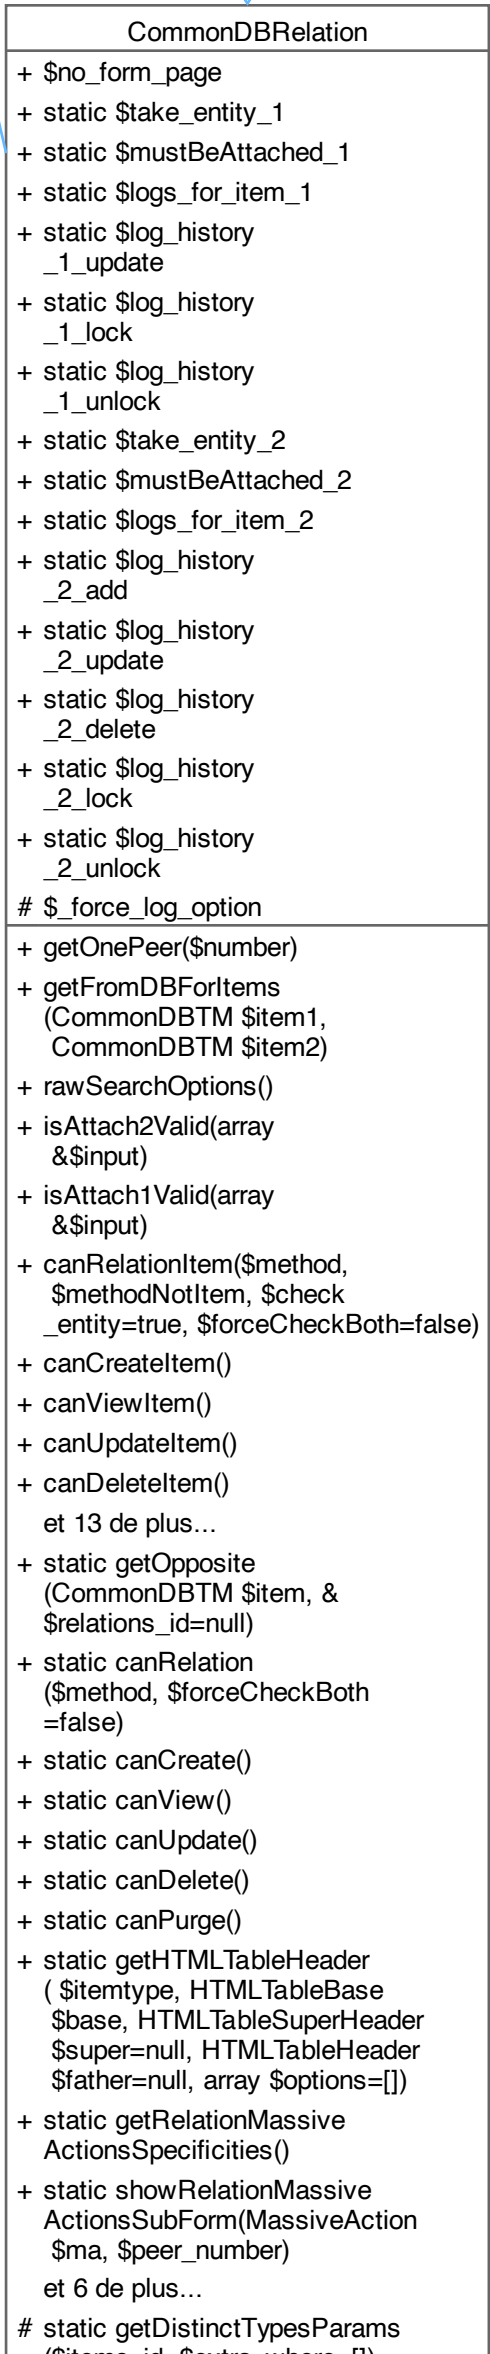 CommonDBRelation
+ $no_form_page
+ static $take_entity_1
+ static $mustBeAttached_1
+ static $logs_for_item_1
+ static $log_history
_1_update
+ static $log_history
_1_lock
+ static $log_history
_1_unlock
+ static $take_entity_2
+ static $mustBeAttached_2
+ static $logs_for_item_2
+ static $log_history
_2_add
+ static $log_history
_2_update
+ static $log_history
_2_delete
+ static $log_history
_2_lock
+ static $log_history
_2_unlock
# $_force_log_option
+ getOnePeer($number)
+ getFromDBForItems
(CommonDBTM $item1,
CommonDBTM $item2)
+ rawSearchOptions()
+ isAttach2Valid(array
&$input)
+ isAttach1Valid(array
&$input)
+ canRelationItem($method,
$methodNotItem, $check
_entity=true, $forceCheckBoth=false)
+ canCreateItem()
+ canViewItem()
+ canUpdateItem()
+ canDeleteItem()
et 13 de plus...
+ static getOpposite
(CommonDBTM $item, &
$relations_id=null)
+ static canRelation
($method, $forceCheckBoth
=false)
+ static canCreate()
+ static canView()
+ static canUpdate()
+ static canDelete()
+ static canPurge()
+ static getHTMLTableHeader
( $itemtype, HTMLTableBase
$base, HTMLTableSuperHeader
$super=null, HTMLTableHeader
$father=null, array $options=[])
+ static getRelationMassive
ActionsSpecificities()
+ static showRelationMassive
ActionsSubForm(MassiveAction
$ma, $peer_number)
et 6 de plus...
# static getDistinctTypesParams